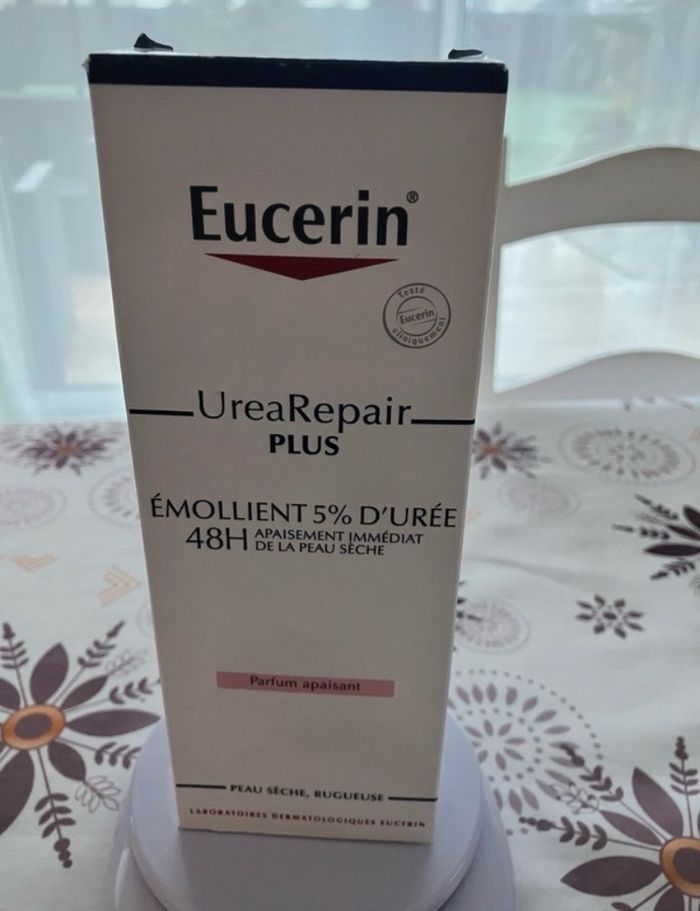 Eucerin®
Testé
Eucerin
cliniquement
UreaRepair
PLUS
ÉMOLLIENT 5% D'URÉE
48H APAISEMENT IMMÉDIAT
DE LA PEAU SÈCHE
Parfum apaisant
PEAU SÈCHE, RUGUEUSE
LABORATOIRES DERMATOLOGIQUES EUCERIN